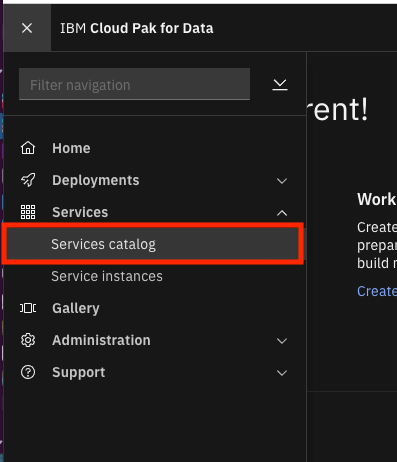 IBM Cloud Pak for Data
Filter navigation
rent!
Home
Deployments
Services
Services catalog
Service instances
Gallery
Administration
Support
Work
Create
prepar
build r
Create